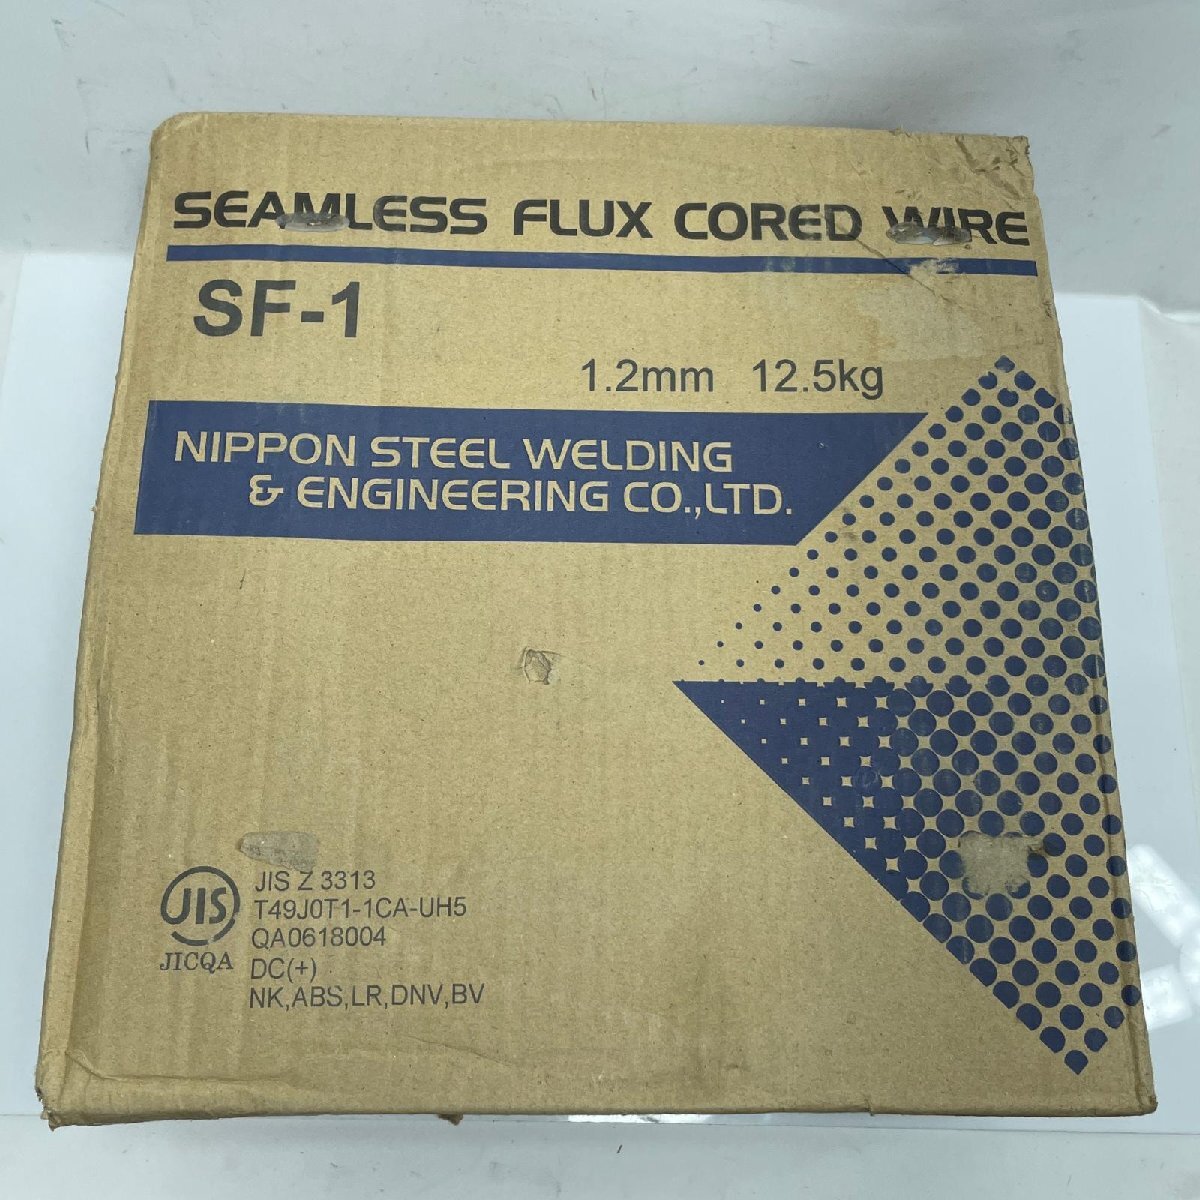 SEAMLESS FLUX CORED WIRE
SF-1
1.2mm 12.5kg
NIPPON STEEL WELDING
& ENGINEERING CO.,LTD.
JIS
JICQA
JIS Z 3313
T49J0T1-1CA-UH5
QA0618004
DC(+)
NK,ABS,LR,DNV,BV